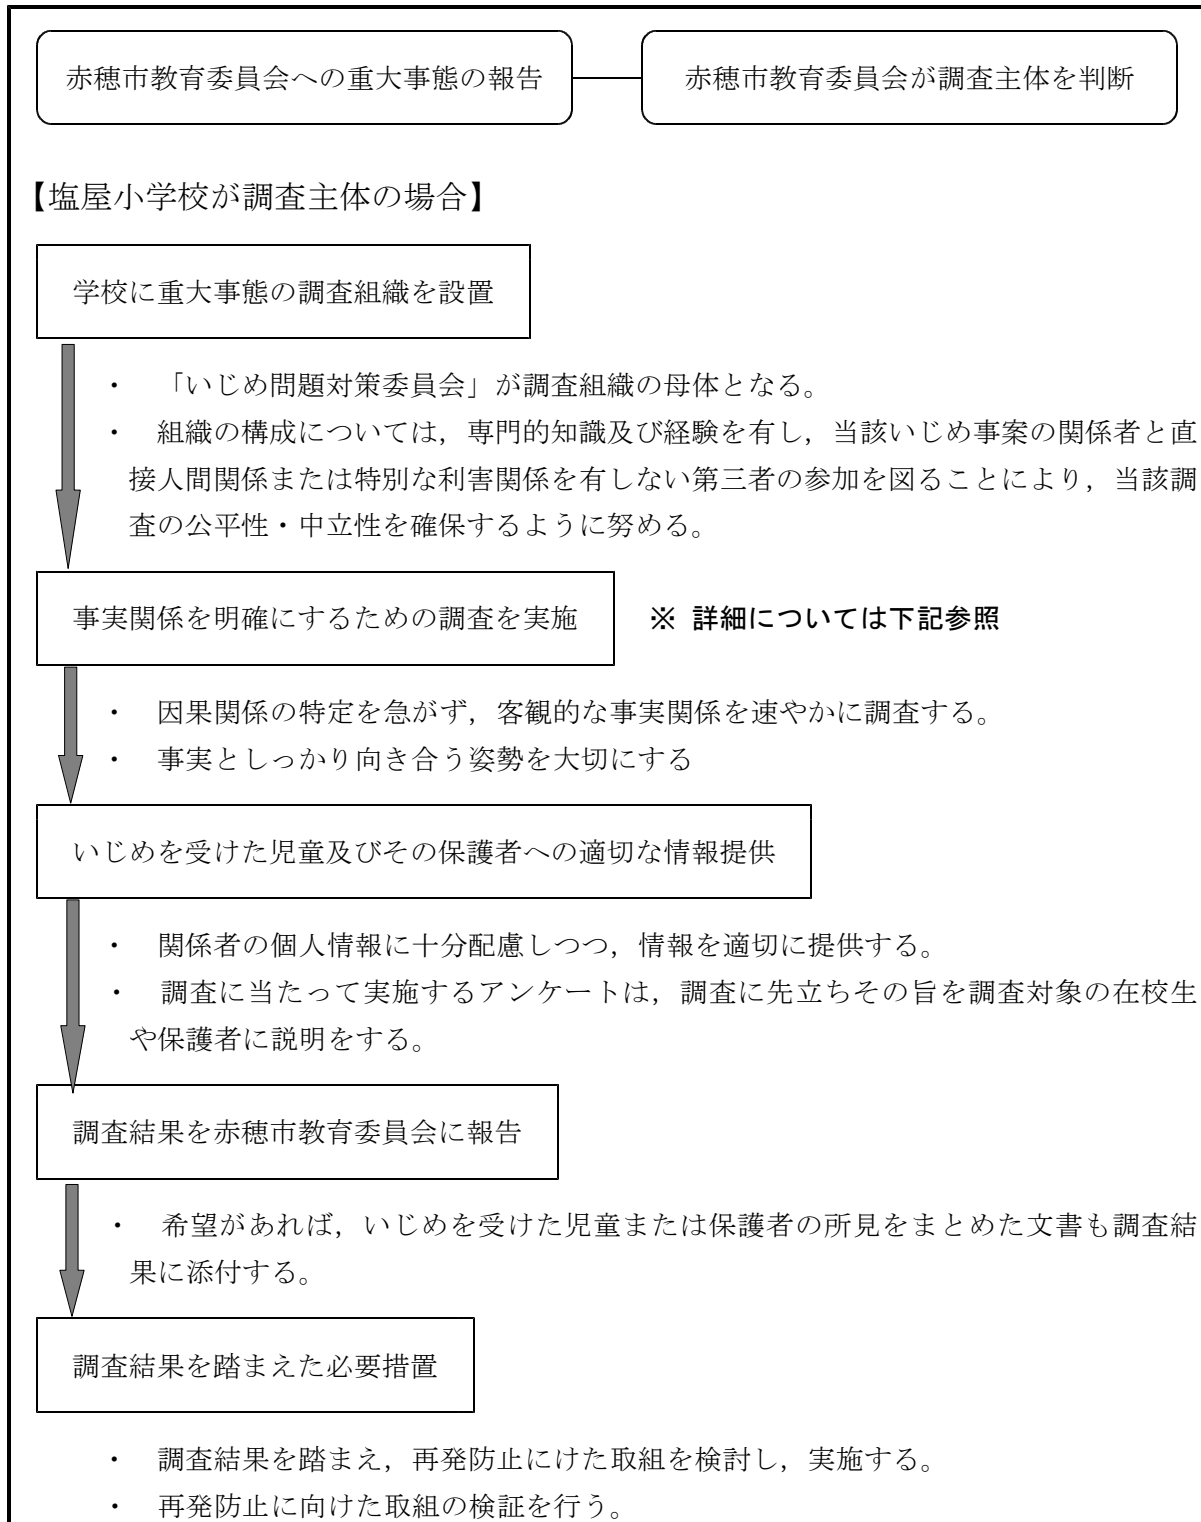 赤穂市教育委員会への重大事態の報告
赤穂市教育委員会が調査主体を判断
【塩屋小学校が調査主体の場合】
学校に重大事態の調査組織を設置
・　「いじめ問題対策委員会」が調査組織の母体となる。
・　組織の構成については，専門的知識及び経験を有し，当該いじめ事案の関係者と直
接人間関係または特別な利害関係を有しない第三者の参加を図ることにより，当該調
査の公平性・中立性を確保するように努める。
事実関係を明確にするための調査を実施
※ 詳細については下記参照
・　因果関係の特定を急がず，客観的な事実関係を速やかに調査する。
・　事実としっかり向き合う姿勢を大切にする
いじめを受けた児童及びその保護者への適切な情報提供
・　関係者の個人情報に十分配慮しつつ，情報を適切に提供する。
・　調査に当たって実施するアンケートは，調査に先立ちその旨を調査対象の在校生
や保護者に説明をする。
調査結果を赤穂市教育委員会に報告
・　希望があれば，いじめを受けた児童または保護者の所見をまとめた文書も調査結
果に添付する。
調査結果を踏まえた必要措置
・　調査結果を踏まえ，再発防止にけた取組を検討し，実施する。
・　再発防止に向けた取組の検証を行う。